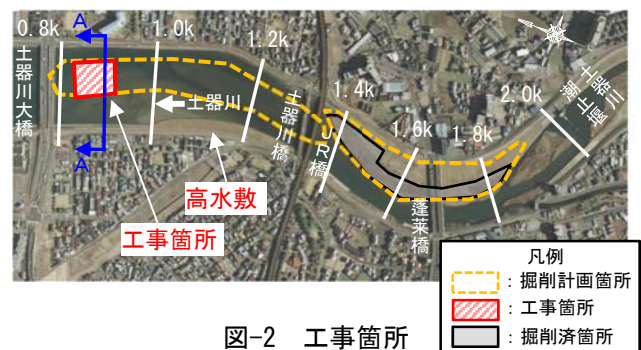 A
0.8k
1.0k
1.2k
1.4k
1.6k
1.8k
2.0k
土器川大橋
土器川
土器川橋
JR橋
蓬莱橋
土器川潮止堰
A
高水敷
工事箇所
凡例
：掘削計画箇所
：工事箇所
：掘削済箇所
図-2 工事箇所